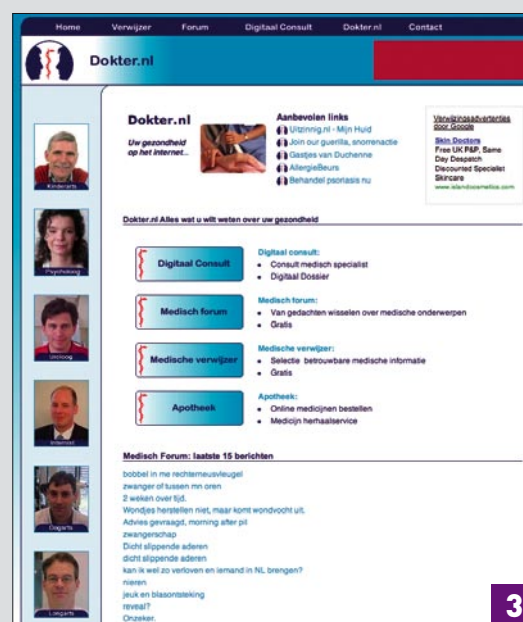 Home Verwijzer Forum Digitaal Consult Dokter.nl Contact
Dokter.nl
Kinderarts
Psycholoog
Uroloog
Internist
Oogarts
Longarts
Dokter.nl
Uw gezondheid
op het internet...
Aanbevolen links
Uitzinnig.nl - Mijn Huid
Join our guerilla, snorrenactie
Gastjes van Duchenne
AllergieBeurs
Behandel psoriasis nu
Verwijzingsadvertenties
door Google
Skin Doctors
Free UK P&P, Same
Day Despatch
Discounted Specialist
Skincare
www.islandcosmetics.com
Dokter.nl Alles wat u wilt weten over uw gezondheid
Digitaal Consult
Digitaal consult:
Consult medisch specialist
Digitaal Dossier
Medisch forum
Medisch forum:
Van gedachten wisselen over medische onderwerpen
Gratis
Medische verwijzer
Medische verwijzer:
Selectie betrouwbare medische informatie
Gratis
Apotheek
Apotheek:
Online medicijnen bestellen
Medicijn herhaalservice
Medisch Forum: laatste 15 berichten
bobbel in me rechterneusvleugel
zwanger of tussen mn oren
2 weken over tijd.
Wondjes herstellen niet, maar komt wondvocht uit.
Advies gevraagd, morning after pil
zwangerschap
Dicht slippende aderen
dicht slippende aderen
kan ik wel zo verloven en iemand in NL brengen?
nieren
jeuk en blaasontsteking
reveal?
Onzeker.
3